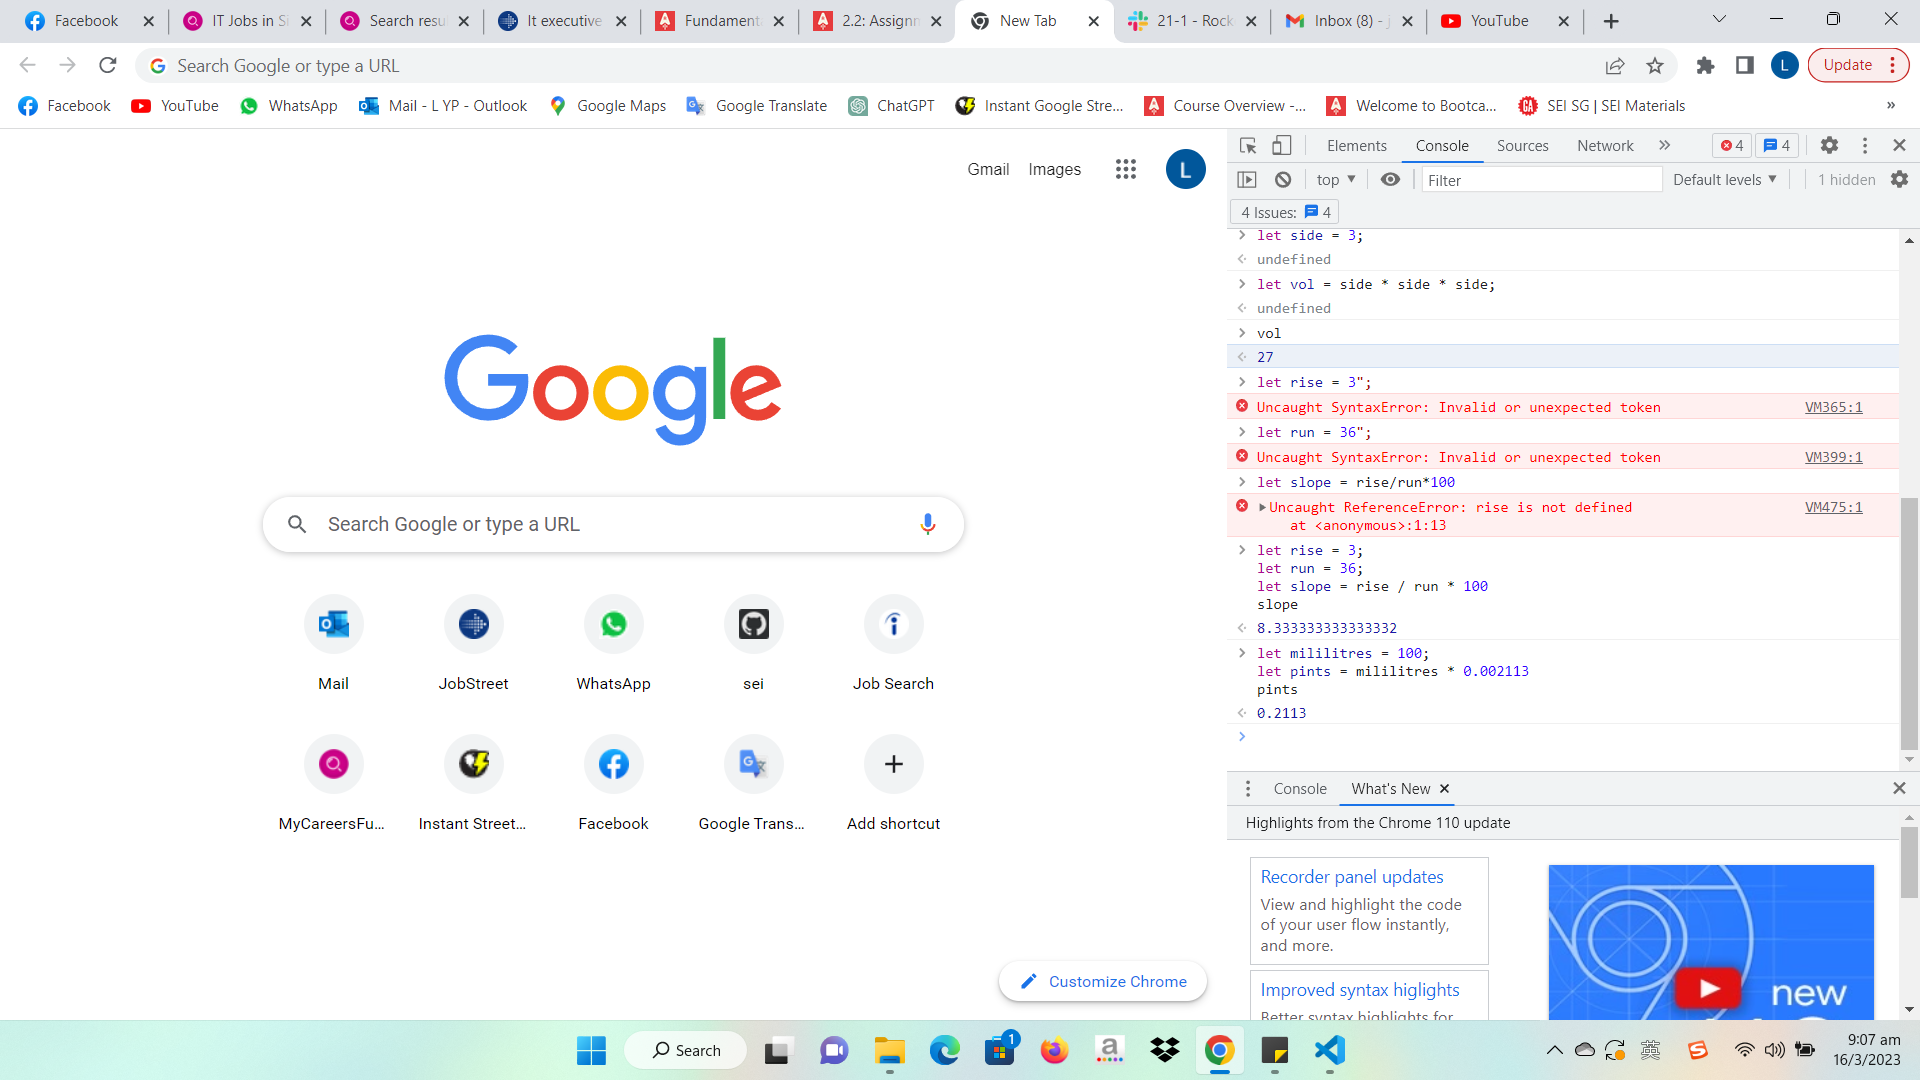 Facebook
IT Jobs in Si
Search resu
It executive
Fundamenta
2.2: Assignm
New Tab
21-1 - Rock
Inbox (8) - j
YouTube
Search Google or type a URL
L
Update
Facebook
YouTube
WhatsApp
Mail - L YP - Outlook
Google Maps
Google Translate
ChatGPT
Instant Google Stre...
Course Overview -...
Welcome to Bootca...
SEI SG | SEI Materials
»
Gmail
Images
L
Google
Search Google or type a URL
Mail
JobStreet
WhatsApp
sei
Job Search
MyCareersFu...
Instant Street...
Facebook
Google Trans...
Add shortcut
Customize Chrome
Elements
Console
Sources
Network
»
4
4
top
Filter
Default levels
1 hidden
4 Issues: 4
let side = 3;
undefined
let vol = side * side * side;
undefined
vol
27
let rise = 3";
Uncaught SyntaxError: Invalid or unexpected token VM365:1
let run = 36";
Uncaught SyntaxError: Invalid or unexpected token VM399:1
let slope = rise/run*100
Uncaught ReferenceError: rise is not defined VM475:1
at <anonymous>:1:13
let rise = 3;
let run = 36;
let slope = rise / run * 100
slope
8.333333333333332
let mililitres = 100;
let pints = mililitres * 0.002113
pints
0.2113
Console
What's New
Highlights from the Chrome 110 update
Recorder panel updates
View and highlight the code
of your user flow instantly,
and more.
Improved syntax higlights
Better syntax highlights for
new
Search
1
a
英
9:07 am
16/3/2023